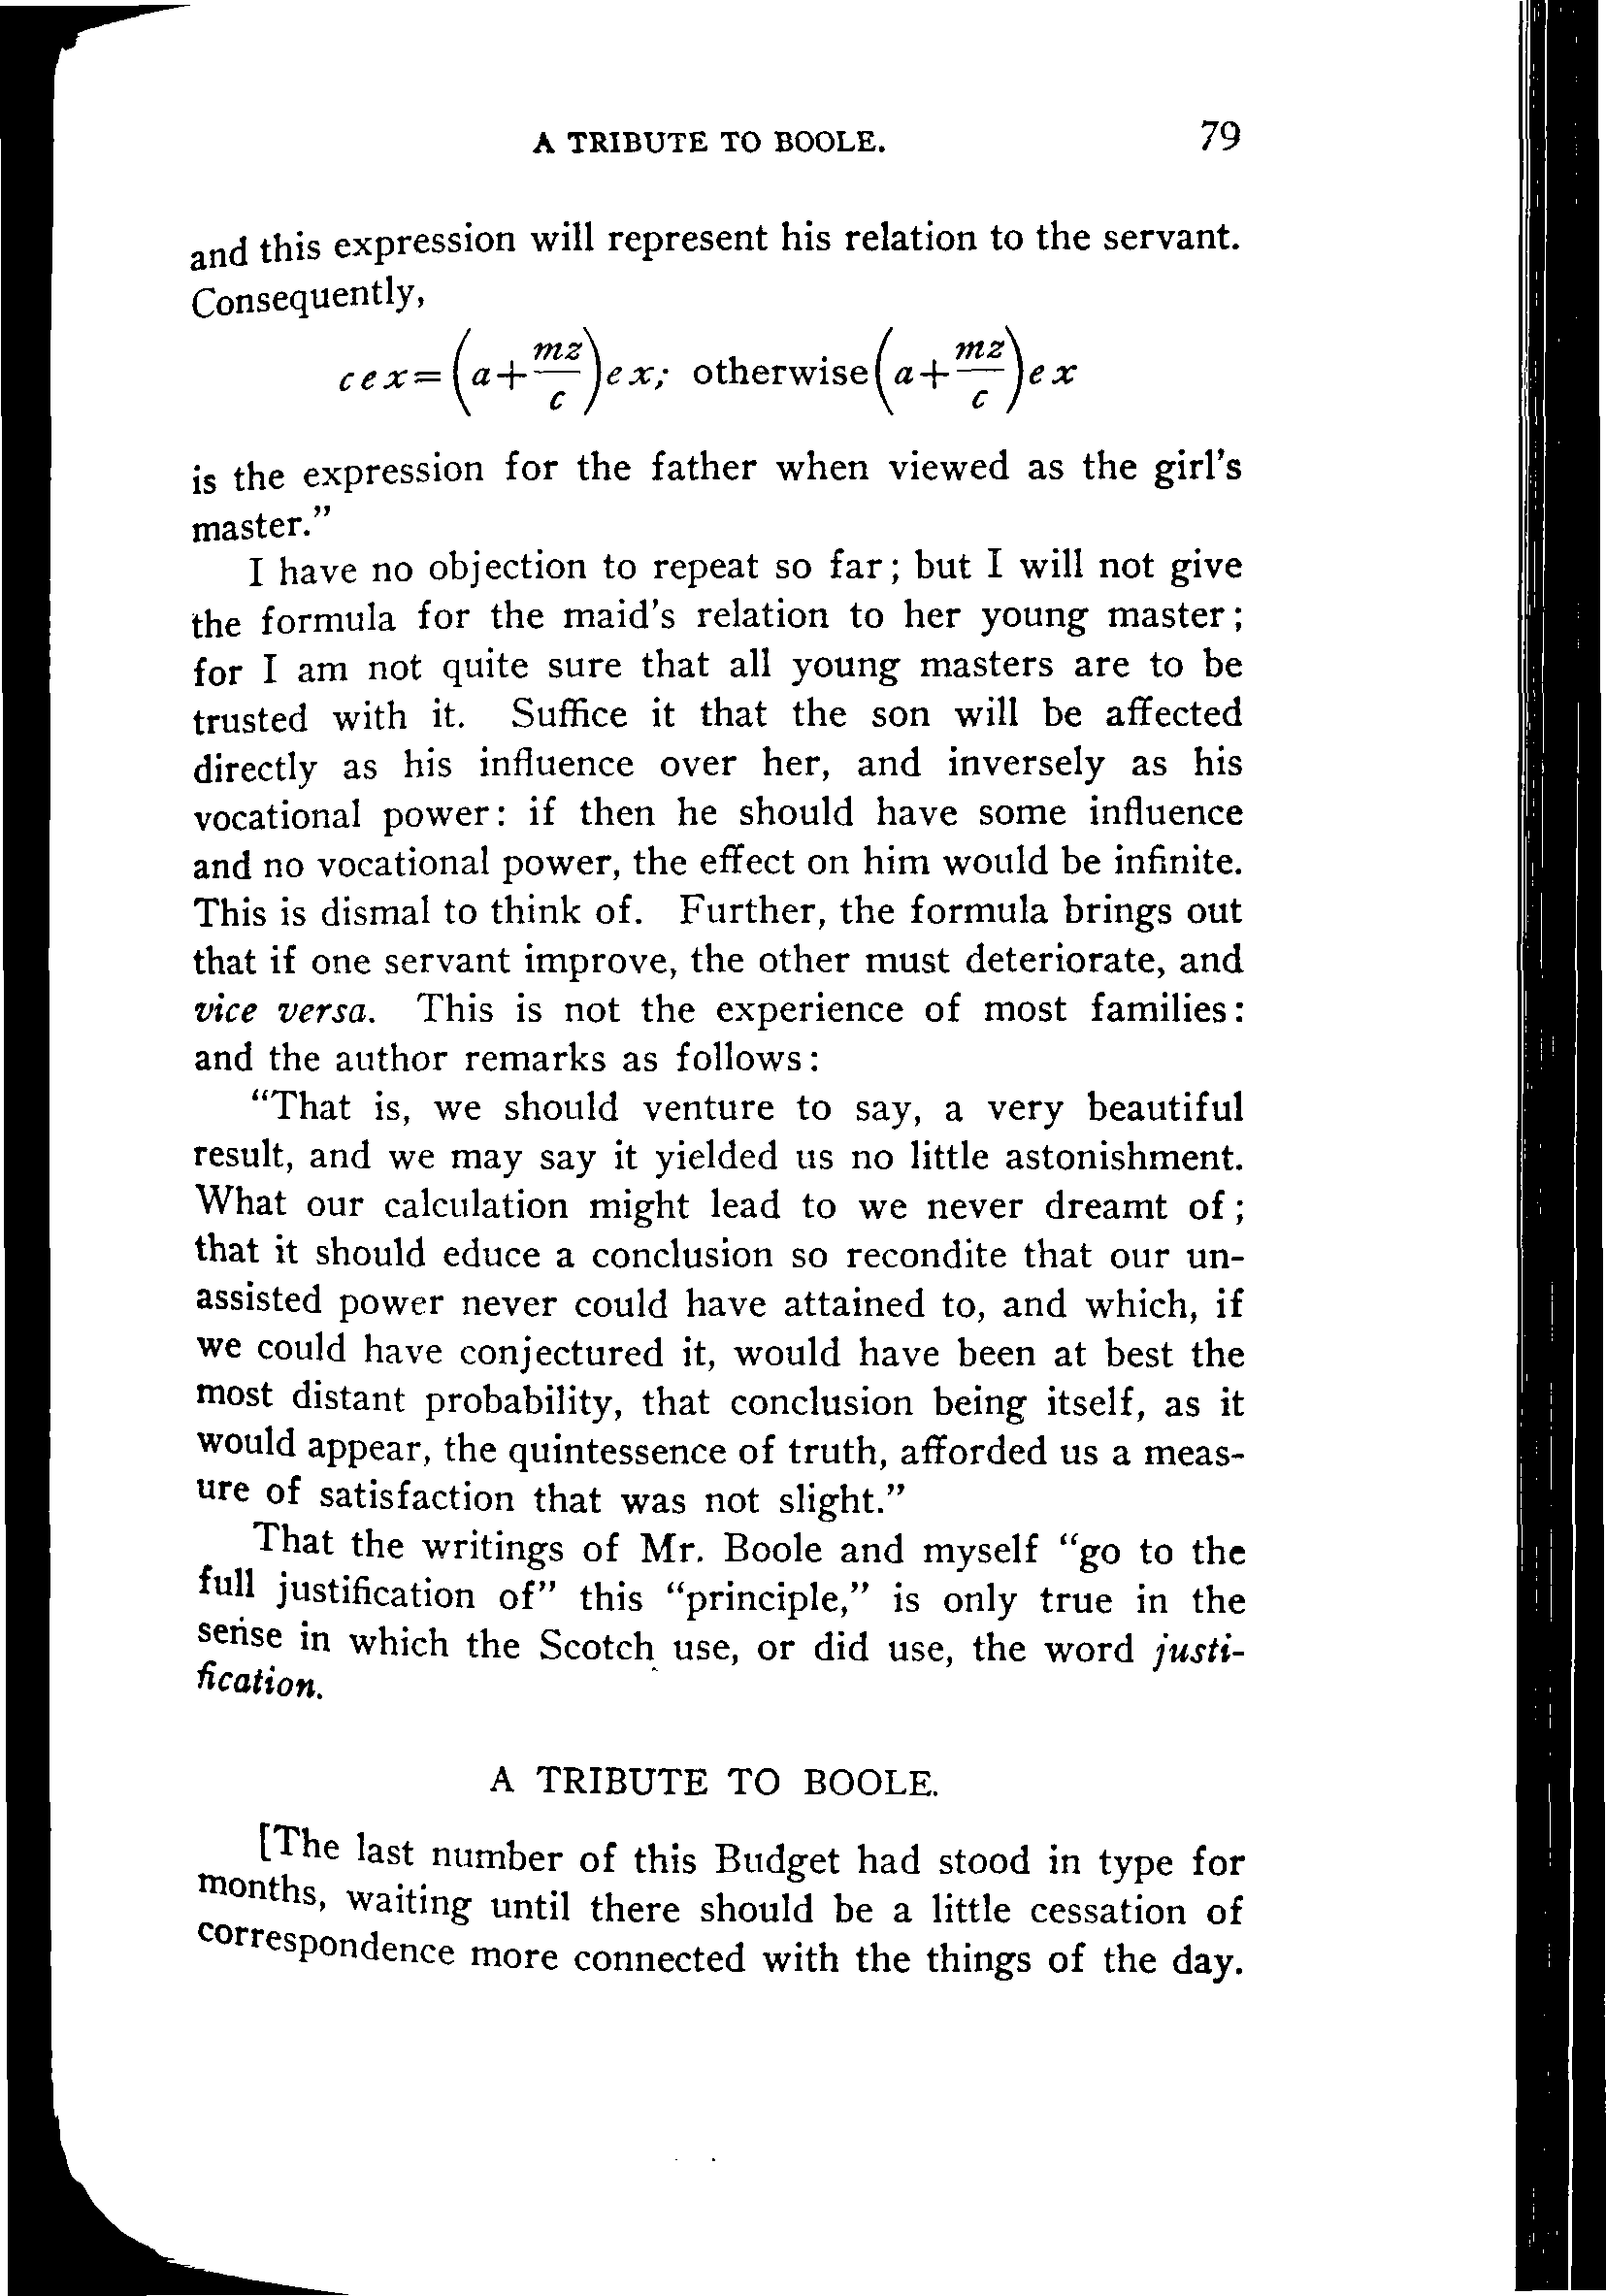 A TRIBUTE TO BOOLE. 79
and this expression will represent his relation to the servant.
Consequently,
cex=(a+mz/c)ex; otherwise(a+mz/c)ex
is the expression for the father when viewed as the girl's
master."
I have no objection to repeat so far; but I will not give
the formula for the maid's relation to her young master;
for I am not quite sure that all young masters are to be
trusted with it. Suffice it that the son will be affected
directly as his influence over her, and inversely as his
vocational power: if then he should have some influence
and no vocational power, the effect on him would be infinite.
This is dismal to think of. Further, the formula brings out
that if one servant improve, the other must deteriorate, and
vice versa. This is not the experience of most families:
and the author remarks as follows:
"That is, we should venture to say, a very beautiful
result, and we may say it yielded us no little astonishment.
What our calculation might lead to we never dreamt of;
that it should educe a conclusion so recondite that our un-
assisted power never could have attained to, and which, if
we could have conjectured it, would have been at best the
most distant probability, that conclusion being itself, as it
would appear, the quintessence of truth, afforded us a meas-
ure of satisfaction that was not slight."
That the writings of Mr. Boole and myself "go to the
full justification of" this "principle," is only true in the
sense in which the Scotch use, or did use, the word justi-
fication.
A TRIBUTE TO BOOLE.
[The last number of this Budget had stood in type for
months, waiting until there should be a little cessation of
correspondence more connected with the things of the day.